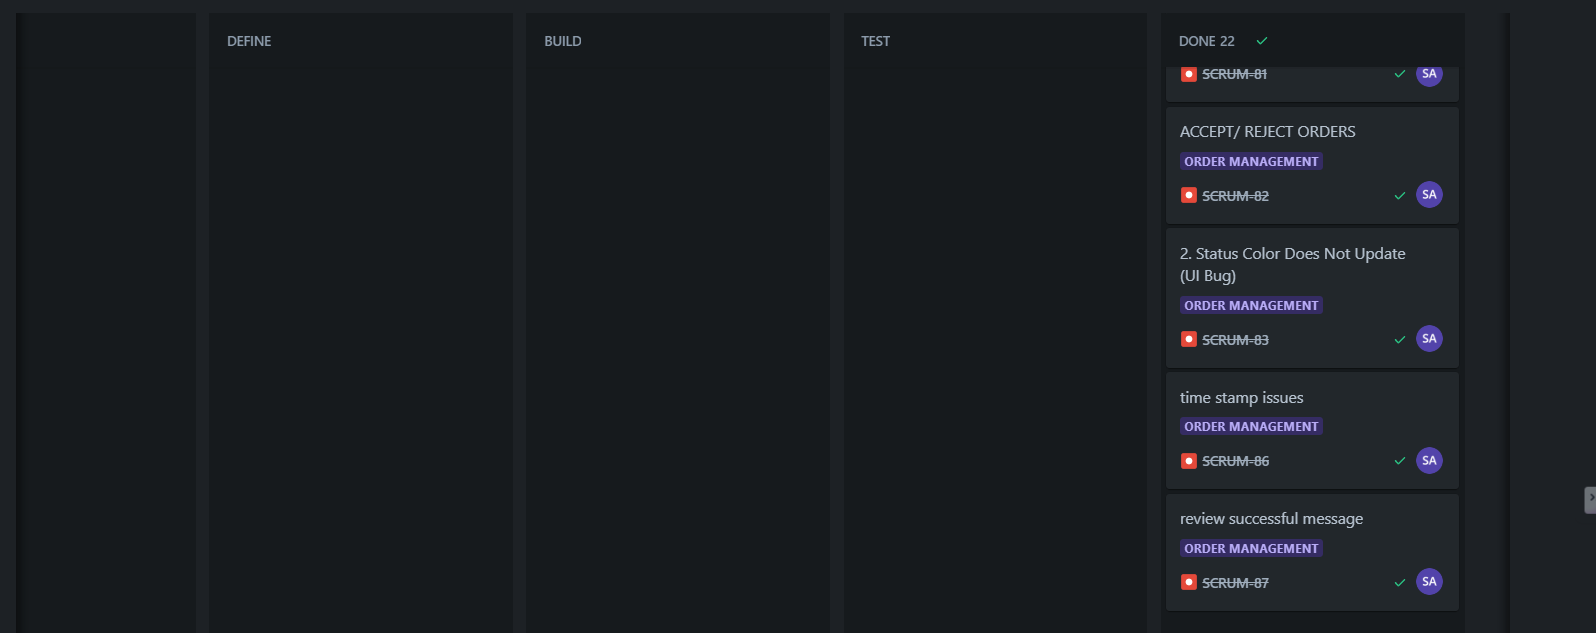 DEFINE
BUILD
TEST
DONE 22
SCRUM-81
SA
ACCEPT/ REJECT ORDERS
ORDER MANAGEMENT
SCRUM-82
SA
2. Status Color Does Not Update
(UI Bug)
ORDER MANAGEMENT
SCRUM-83
SA
time stamp issues
ORDER MANAGEMENT
SCRUM-86
SA
review successful message
ORDER MANAGEMENT
SCRUM-87
SA